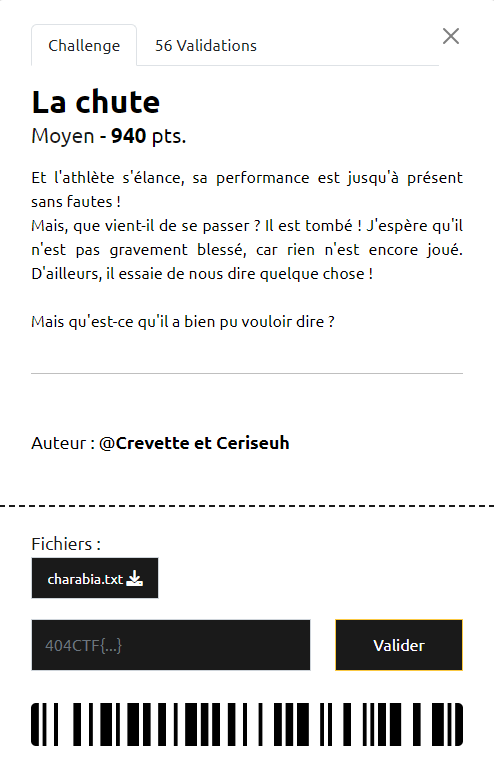 Challenge
56 Validations
La chute
Moyen - 940 pts.
Et l'athlète s'élance, sa performance est jusqu'à présent
sans fautes !
Mais, que vient-il de se passer ? Il est tombé ! J'espère qu'il
n'est pas gravement blessé, car rien n'est encore joué.
D'ailleurs, il essaie de nous dire quelque chose !
Mais qu'est-ce qu'il a bien pu vouloir dire ?
Auteur : @Crevette et Ceriseuh
Fichiers :
charabia.txt
404CTF{...}
Valider